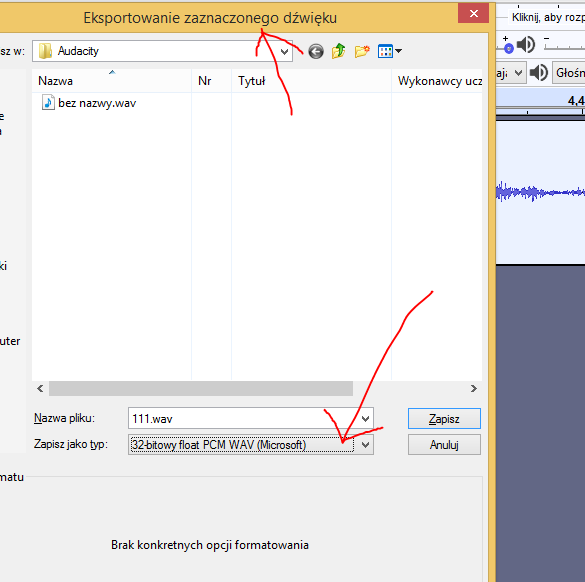 Eksportowanie zaznaczonego dźwięku
Kliknij, aby rozp
sz w: Audacity
aja Głośn
Nazwa Nr Tytuł Wykonawcy ucz
4,4
bez nazwy.wav
e
ki
uter
Nazwa pliku: 111.wav Zapisz
Zapisz jako typ: 32-bitowy float PCM WAV (Microsoft) Anuluj
matu
Brak konkretnych opcji formatowania